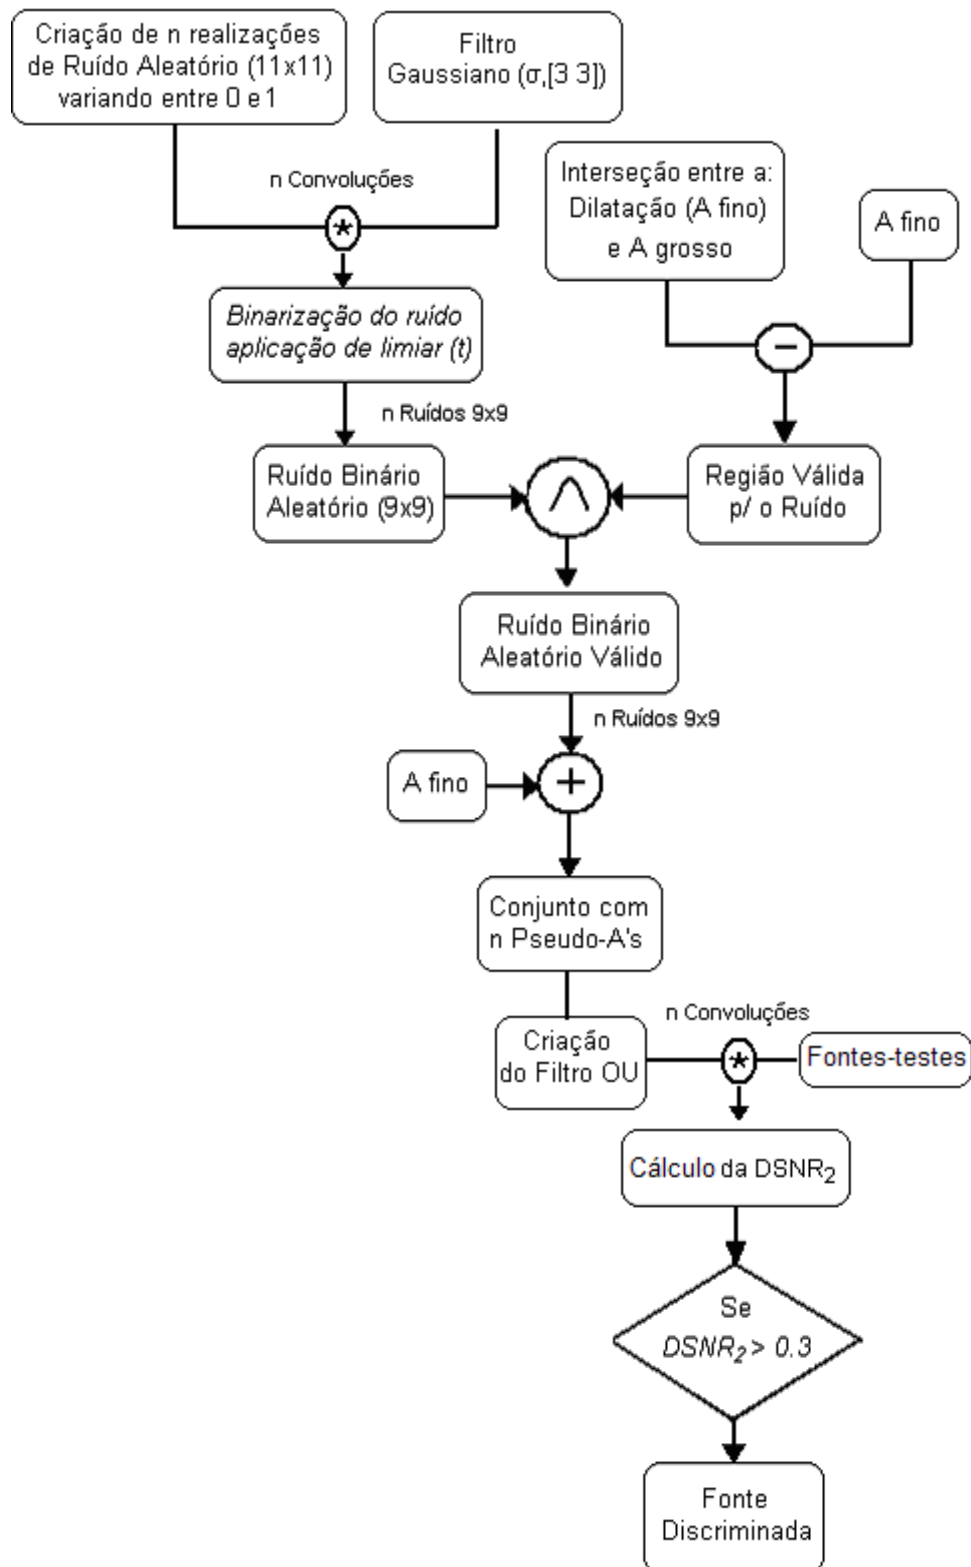 Criação de n realizações
de Ruído Aleatório (11x11)
variando entre 0 e 1
Filtro
Gaussiano (σ,[3 3])
n Convoluções
*
Interseção entre a:
Dilatação (A fino)
e A grosso
A fino
−
Binarização do ruído
aplicação de limiar (t)
n Ruídos 9x9
Ruído Binário
Aleatório (9x9)
∧
Região Válida
p/ o Ruído
Ruído Binário
Aleatório Válido
n Ruídos 9x9
A fino
+
Conjunto com
n Pseudo-A's
Criação
do Filtro OU
n Convoluções
*
Fontes-testes
Cálculo da DSNR₂
Se
DSNR₂ > 0.3
Fonte
Discriminada